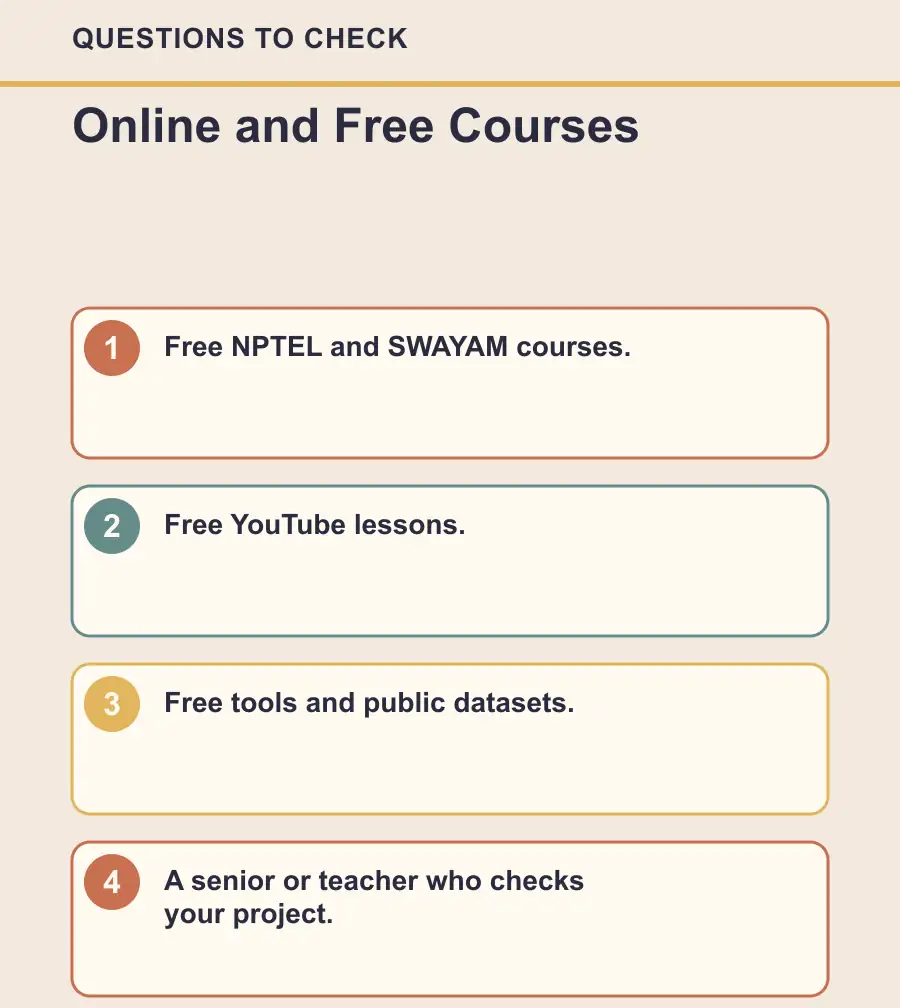 QUESTIONS TO CHECK
Online and Free Courses
1
Free NPTEL and SWAYAM courses.
2
Free YouTube lessons.
3
Free tools and public datasets.
4
A senior or teacher who checks
your project.